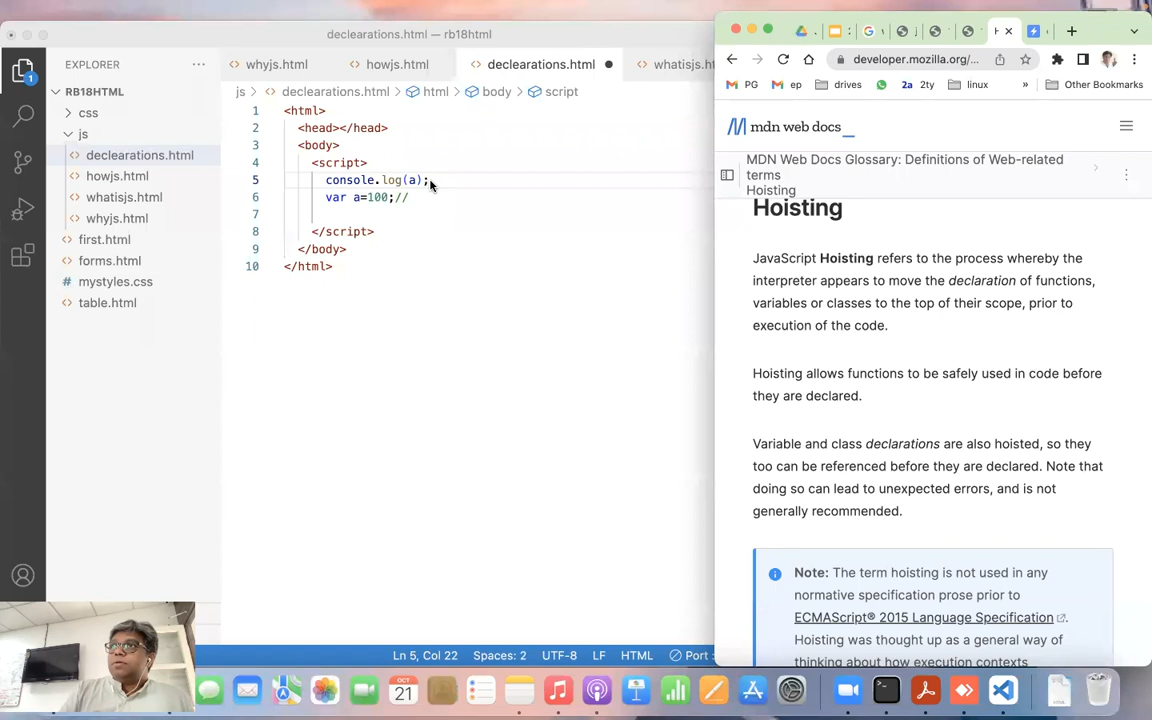 declearations.html — rb18html
EXPLORER
RB18HTML
css
js
declearations.html
howjs.html
whatisjs.html
whyjs.html
first.html
forms.html
mystyles.css
table.html
1
whyjs.html
howjs.html
declearations.html
whatisjs.ht
js > declearations.html > html > body > script
1 <html>
2 <head></head>
3 <body>
4 <script>
5 console.log(a);
6 var a=100;//
7
8 </script>
9 </body>
10 </html>
Ln 5, Col 22 Spaces: 2 UTF-8 LF HTML Port :
developer.mozilla.org/...
PG ep drives 2a 2ty linux » Other Bookmarks
mdn web docs_
MDN Web Docs Glossary: Definitions of Web-related
terms
Hoisting
Hoisting
JavaScript Hoisting refers to the process whereby the
interpreter appears to move the declaration of functions,
variables or classes to the top of their scope, prior to
execution of the code.
Hoisting allows functions to be safely used in code before
they are declared.
Variable and class declarations are also hoisted, so they
too can be referenced before they are declared. Note that
doing so can lead to unexpected errors, and is not
generally recommended.
Note: The term hoisting is not used in any
normative specification prose prior to
ECMAScript® 2015 Language Specification.
Hoisting was thought up as a general way of
thinking about how execution contexts
OCT
21